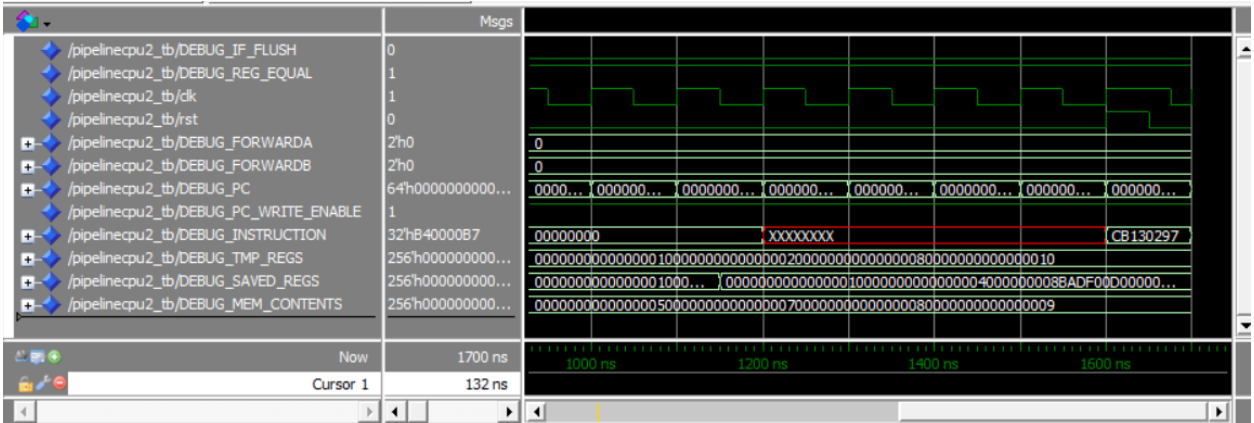 Msgs
/pipelinecpu2_tb/DEBUG_IF_FLUSH 0
/pipelinecpu2_tb/DEBUG_REG_EQUAL 1
/pipelinecpu2_tb/clk 1
/pipelinecpu2_tb/rst 0
/pipelinecpu2_tb/DEBUG_FORWARDA 2'h0 0
/pipelinecpu2_tb/DEBUG_FORWARDB 2'h0 0
/pipelinecpu2_tb/DEBUG_PC 64'h0000000000... 0000... 000000... 0000000... 000000... 000000... 0000000... 000000... 000000...
/pipelinecpu2_tb/DEBUG_PC_WRITE_ENABLE 1
/pipelinecpu2_tb/DEBUG_INSTRUCTION 32'hB40000B7 00000000 XXXXXXXX CB130297
/pipelinecpu2_tb/DEBUG_TMP_REGS 256'h000000000... 0000000000000001000000000000000200000000000000080000000000000010
/pipelinecpu2_tb/DEBUG_SAVED_REGS 256'h000000000... 0000000000000001000... 000000000000000100000000000000040000000008BADF00D00000...
/pipelinecpu2_tb/DEBUG_MEM_CONTENTS 256'h000000000... 0000000000000005000000000000000700000000000000080000000000000009
Now 1700 ns 1000 ns 1200 ns 1400 ns 1600 ns
Cursor 1 132 ns